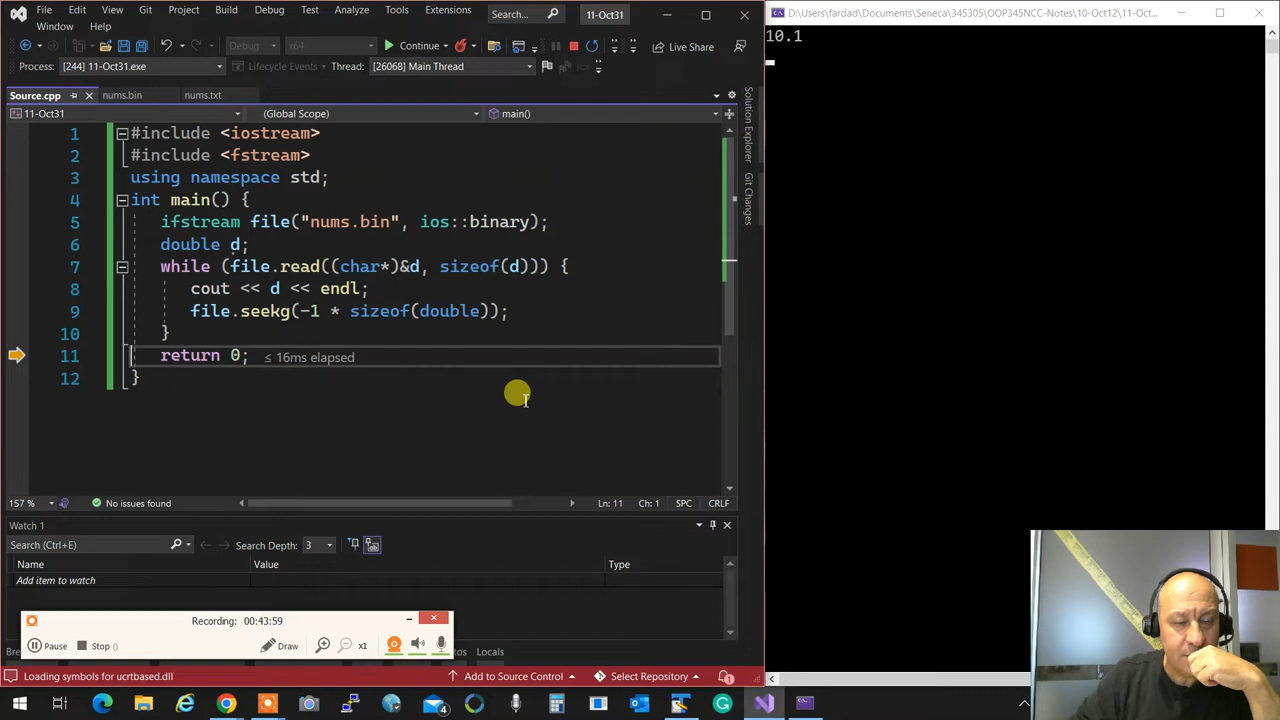 File Edit View Git Project Build Debug Test Analyze Tools Extensions
Window Help
Search...
11-Oct31
Debug x64 Continue Live Share
Process: [244] 11-Oct31.exe Lifecycle Events Thread: [26068] Main Thread
Source.cpp nums.bin nums.txt
11-Oct31 (Global Scope) main()
1 #include <iostream>
2 #include <fstream>
3 using namespace std;
4 int main() {
5 ifstream file("nums.bin", ios::binary);
6 double d;
7 while (file.read((char*)&d, sizeof(d))) {
8 cout << d << endl;
9 file.seekg(-1 * sizeof(double));
10 }
11 return 0; ≤ 16ms elapsed
12 }
157 % No issues found Ln: 11 Ch: 1 SPC CRLF
Watch 1
Search (Ctrl+E) Search Depth: 3
Name Value Type
Add item to watch
Recording: 00:43:59
Pause Stop () Draw x1
Locals
Loading symbols for ucrtbased.dll Add to Source Control Select Repository 1
Solution Explorer
Git Changes
D:\Users\fardad\Documents\Seneca\345305\OOP345NCC-Notes\10-Oct12\11-Oct...
10.1
4